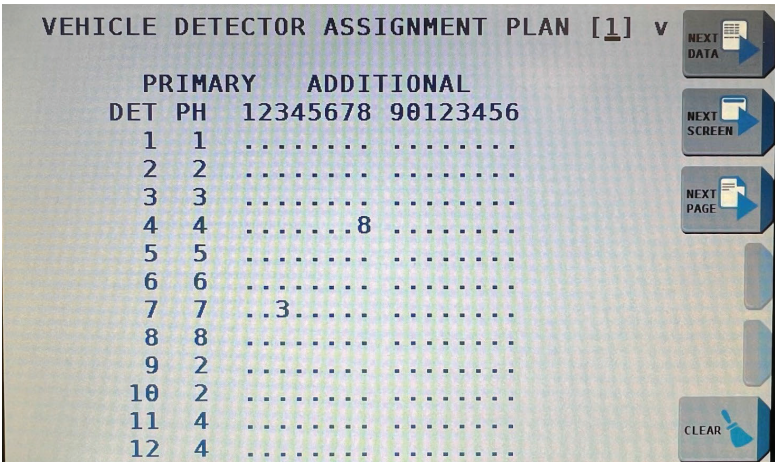 VEHICLE DETECTOR ASSIGNMENT PLAN [1] v
PRIMARY ADDITIONAL
DET PH 12345678 90123456
1 1 ........ ........
2 2 ........ ........
3 3 ........ ........
4 4 .......8 ........
5 5 ........ ........
6 6 ........ ........
7 7 ..3..... ........
8 8 ........ ........
9 2 ........ ........
10 2 ........ ........
11 4 ........ ........
12 4 ........ ........
NEXT
DATA
NEXT
SCREEN
NEXT
PAGE
CLEAR